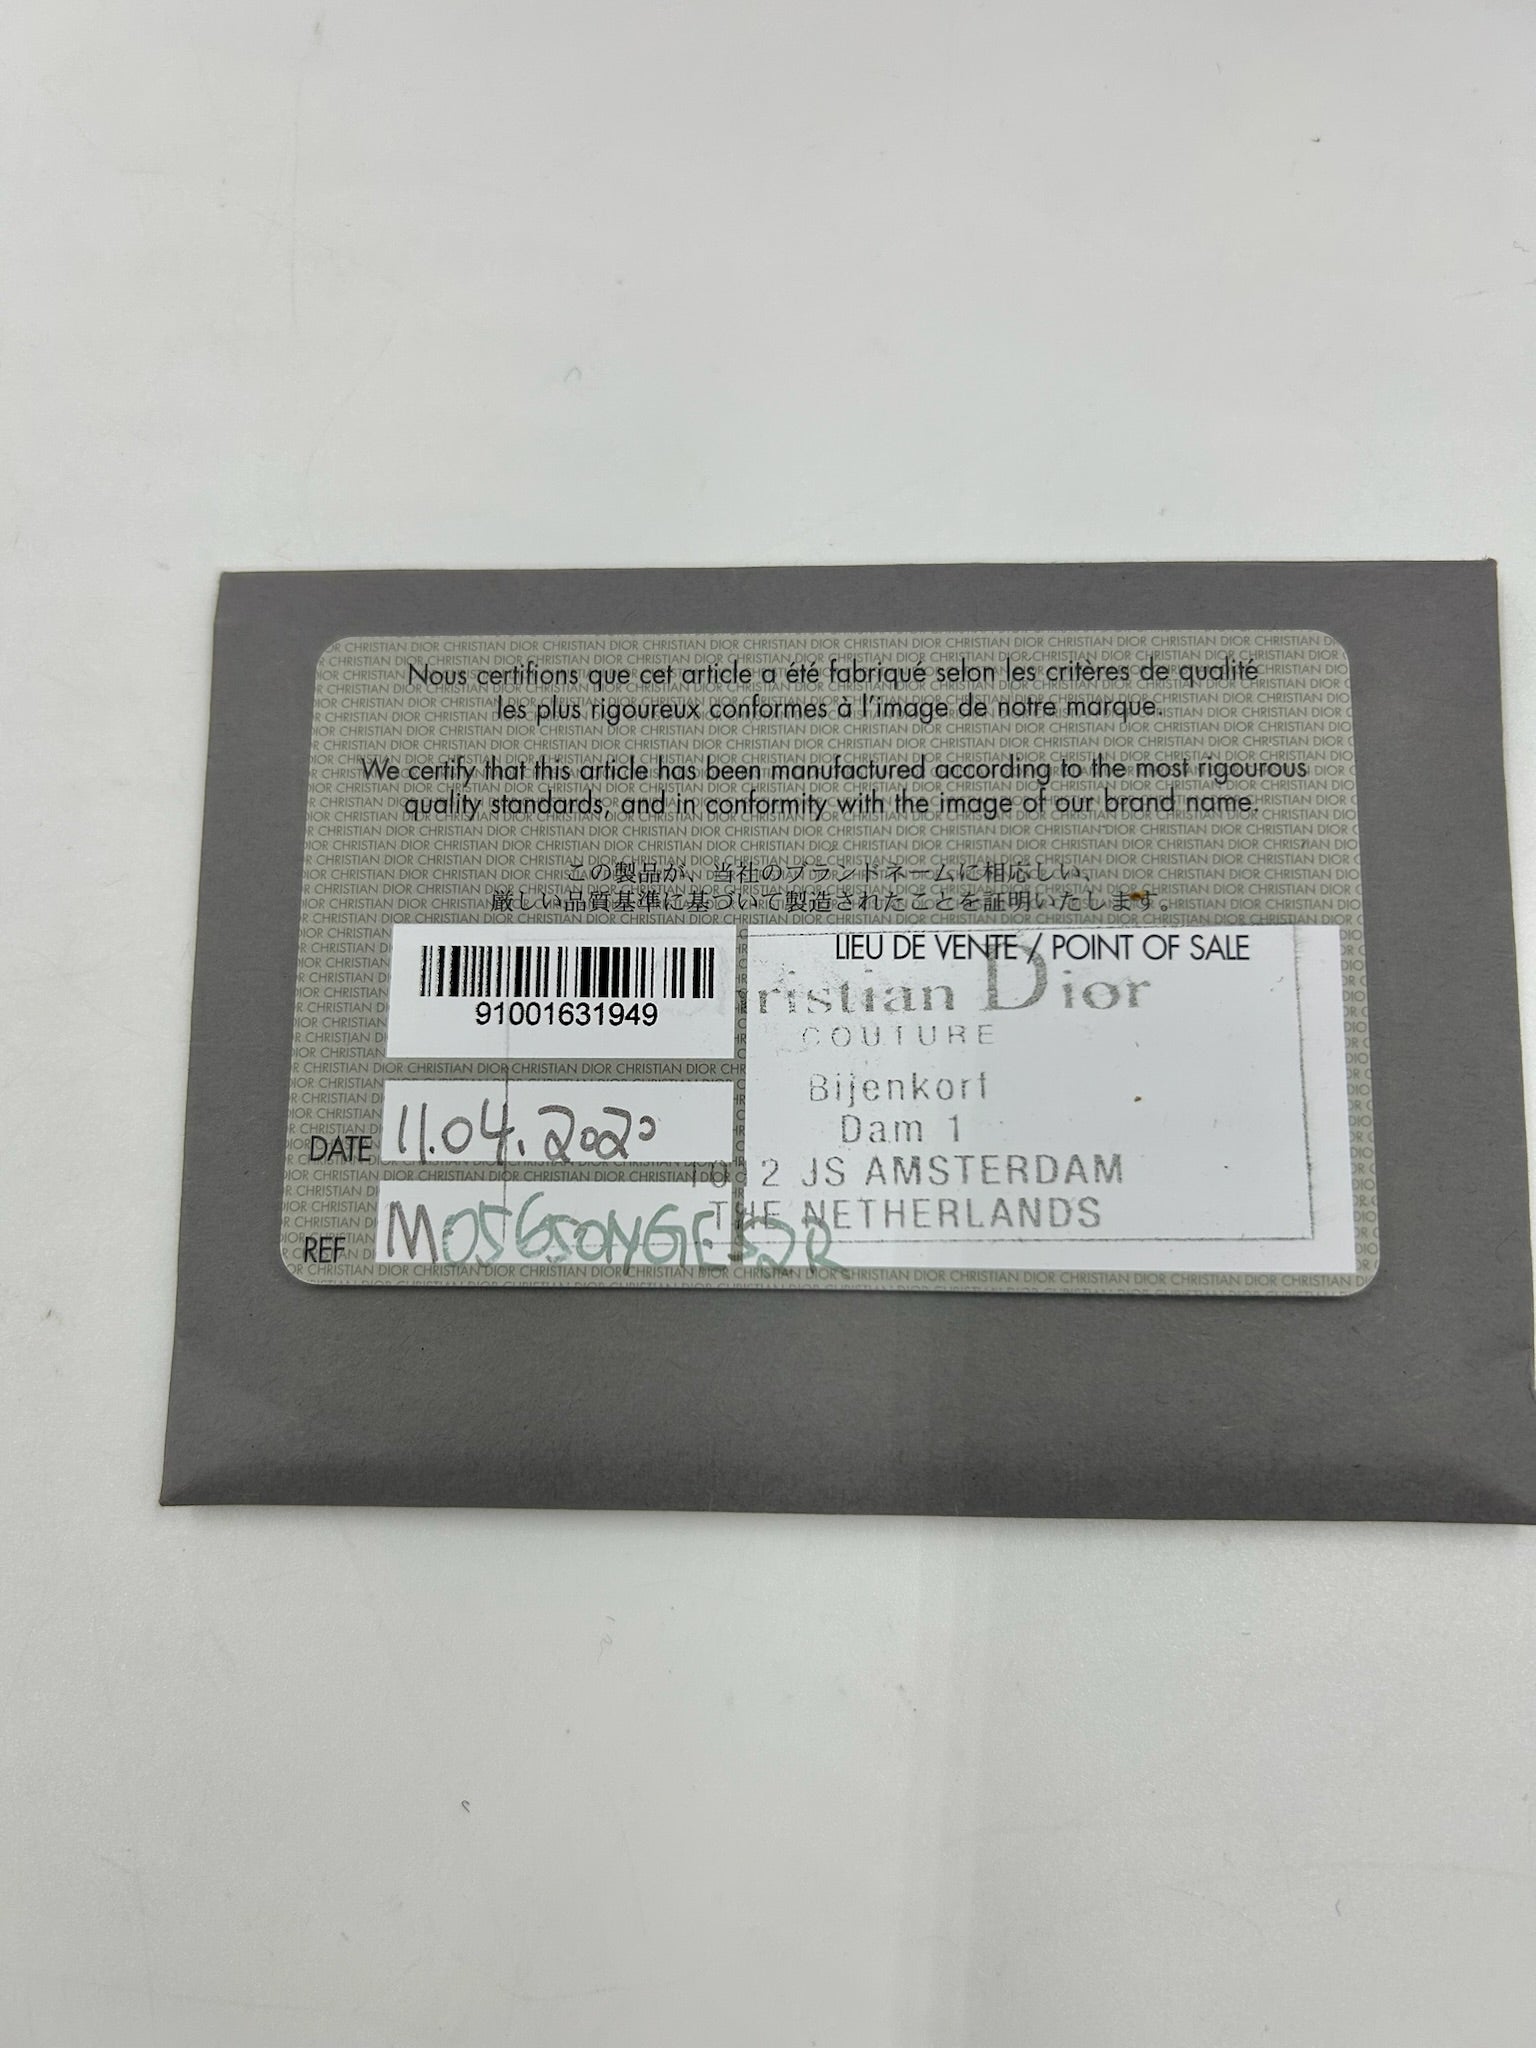 Nous certifions que cet article a été fabriqué selon les critères de qualité
les plus rigoureux conformes à l'image de notre marque.
We certify that this article has been manufactured according to the most rigourous
quality standards, and in conformity with the image of our brand name.
この製品が、当社のブランドネームに相応しい、
厳しい品質基準に基づいて製造されたことを証明いたします。
91001631949
DATE 11.04.2020
REF
LIEU DE VENTE / POINT OF SALE
ristian Dior
COUTURE
Bijenkorf
Dam 1
1012 JS AMSTERDAM
THE NETHERLANDS